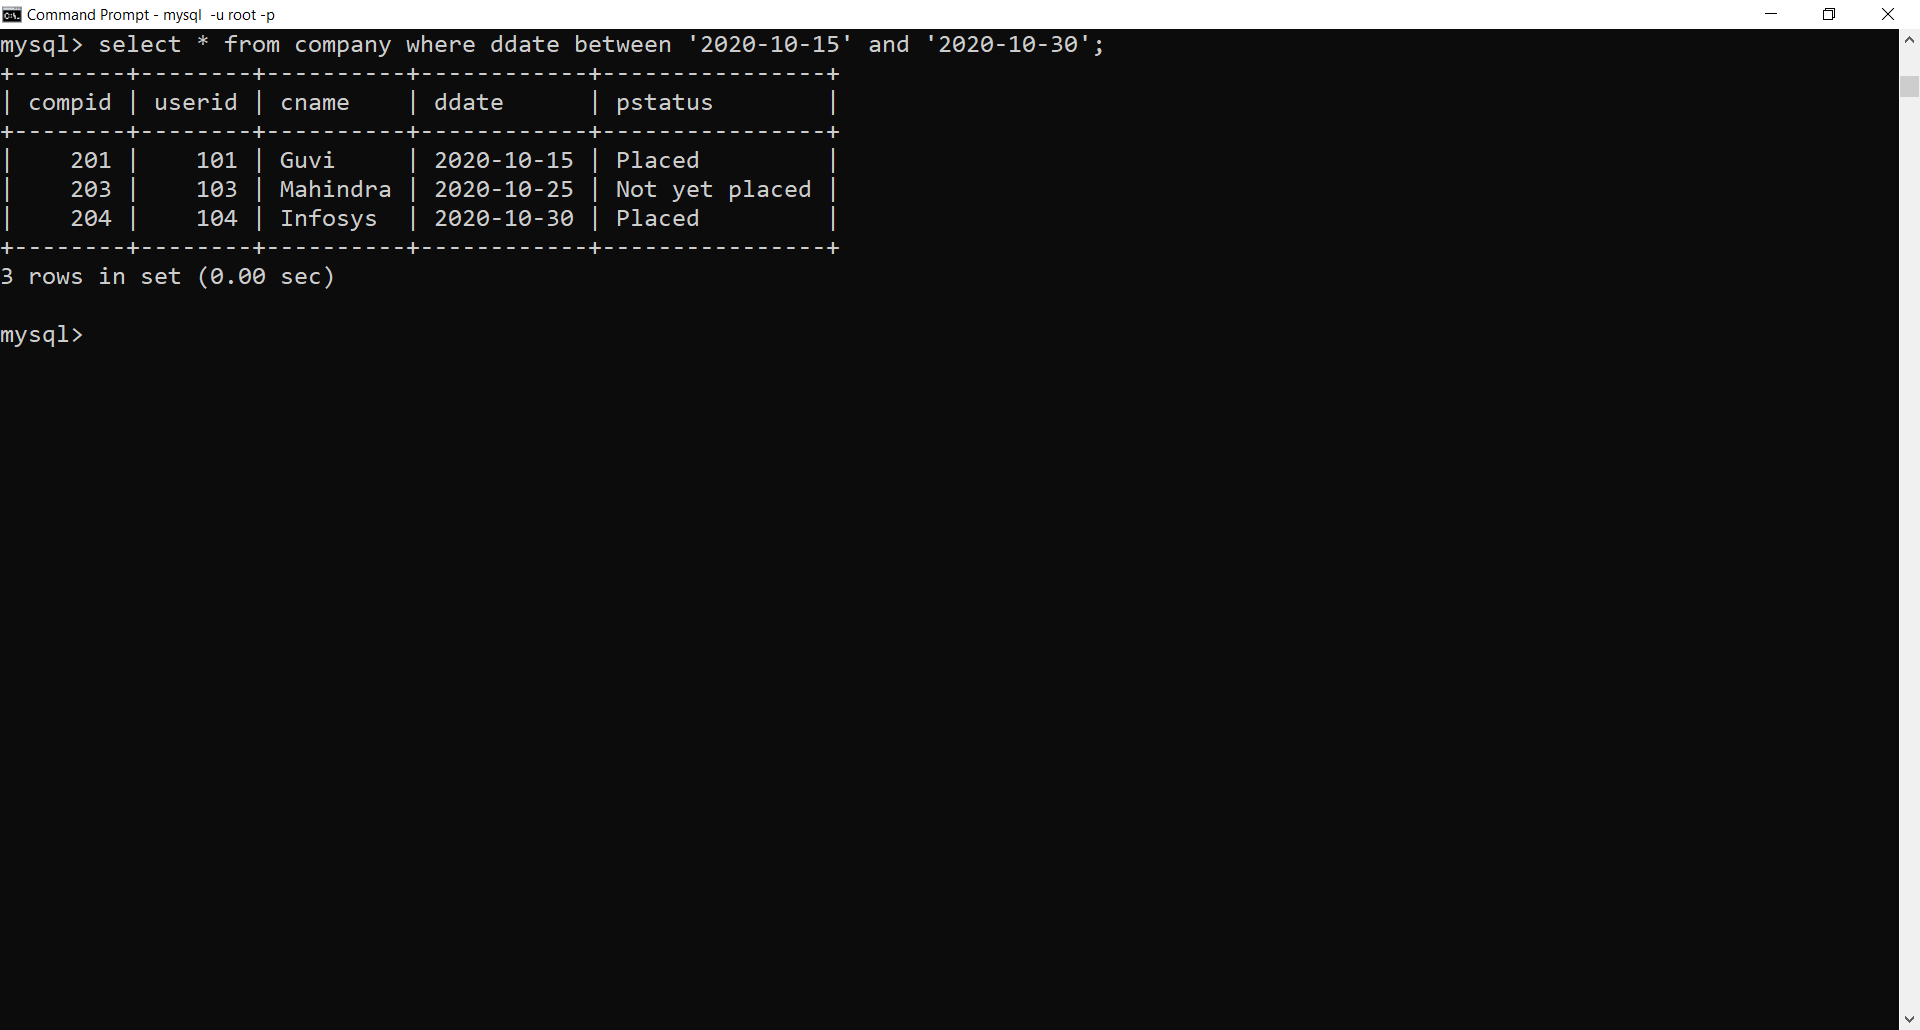 Command Prompt - mysql  -u root -p
mysql> select * from company where ddate between '2020-10-15' and '2020-10-30';
+--------+--------+----------+------------+----------------+
| compid | userid | cname    | ddate      | pstatus        |
+--------+--------+----------+------------+----------------+
|    201 |    101 | Guvi     | 2020-10-15 | Placed         |
|    203 |    103 | Mahindra | 2020-10-25 | Not yet placed |
|    204 |    104 | Infosys  | 2020-10-30 | Placed         |
+--------+--------+----------+------------+----------------+
3 rows in set (0.00 sec)
mysql>